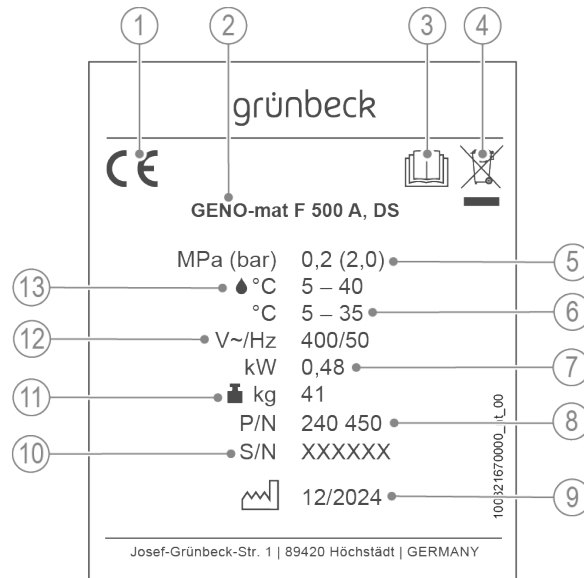 1 2 3 4
grünbeck
CE
GENO-mat F 500 A, DS
MPa (bar) 0,2 (2,0) 5
13 °C 5 – 40
°C 5 – 35 6
12 V~/Hz 400/50
kW 0,48 7
11 kg 41
P/N 240 450 8
10 S/N XXXXXX
12/2024 9
Josef-Grünbeck-Str. 1 | 89420 Höchstädt | GERMANY